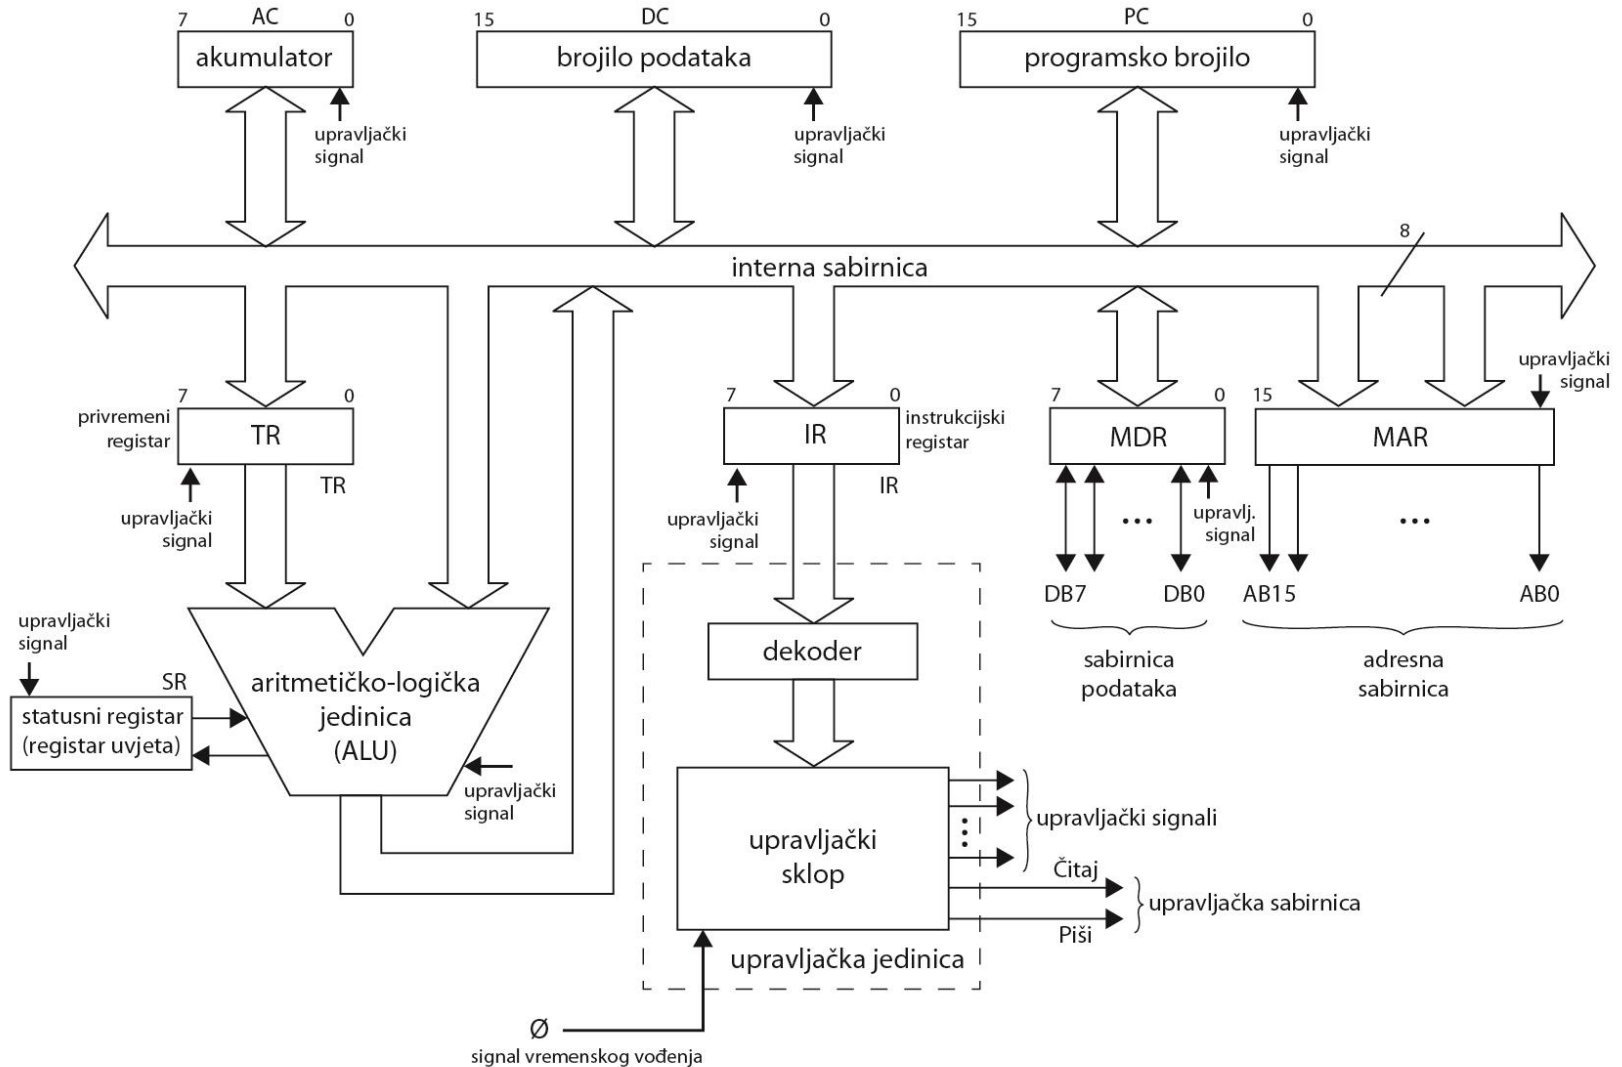 7 AC 0
akumulator
upravljački
signal
15 DC 0
brojilo podataka
upravljački
signal
15 PC 0
programsko brojilo
upravljački
signal
interna sabirnica
8
privremeni
registar
7 0
TR
TR
upravljački
signal
7 0
IR
instrukcijski
registar
IR
upravljački
signal
7 0
MDR
upravlj.
signal
...
DB7 DB0
sabirnica
podataka
upravljački
signal
15
MAR
...
AB15 AB0
adresna
sabirnica
upravljački
signal
SR
statusni registar
(registar uvjeta)
aritmetičko-logička
jedinica
(ALU)
upravljački
signal
dekoder
upravljački
sklop
upravljački signali
Čitaj
Piši
upravljačka sabirnica
upravljačka jedinica
Ø
signal vremenskog vođenja